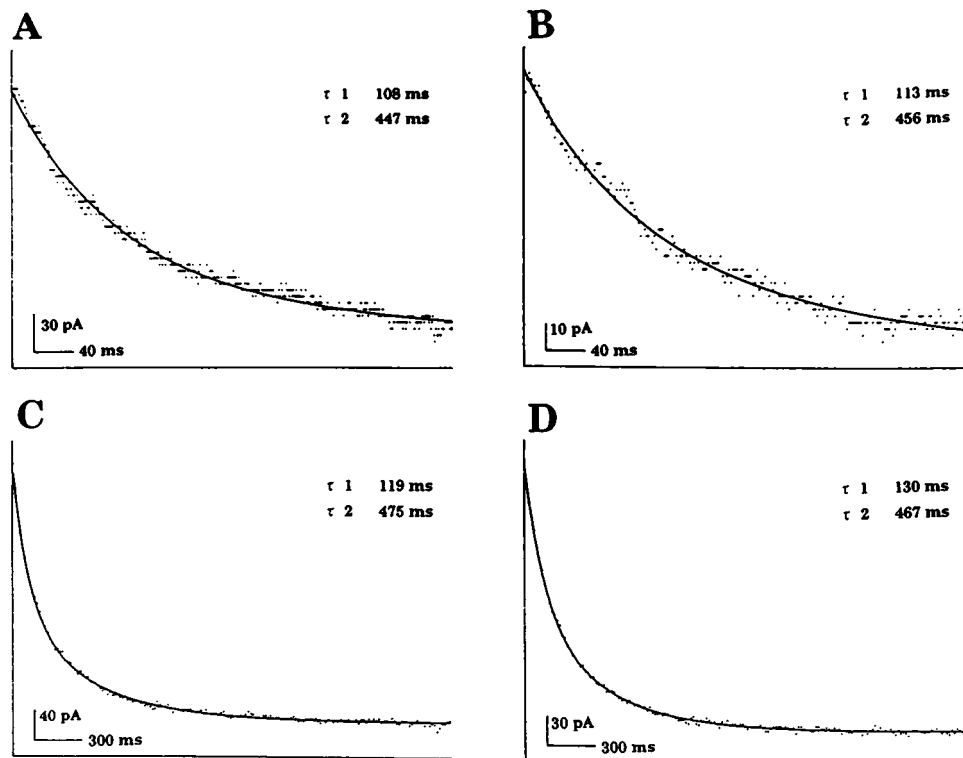 A
τ 1 108 ms
τ 2 447 ms
30 pA
40 ms
B
τ 1 113 ms
τ 2 456 ms
10 pA
40 ms
C
τ 1 119 ms
τ 2 475 ms
40 pA
300 ms
D
τ 1 130 ms
τ 2 467 ms
30 pA
300 ms